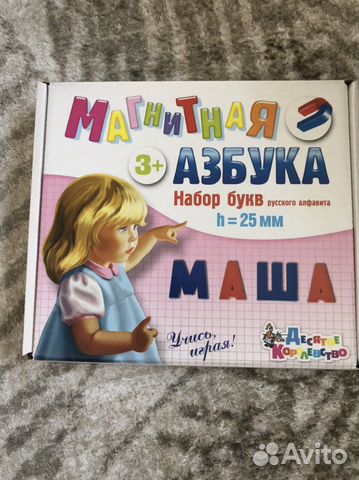 МАГНИТНАЯ
3+
АЗБУКА
Набор букв русского алфавита
h = 25 мм
МАША
Учись,
играя!
ДЕСЯТОЕ
КОРОЛЕВСТВО
Avito